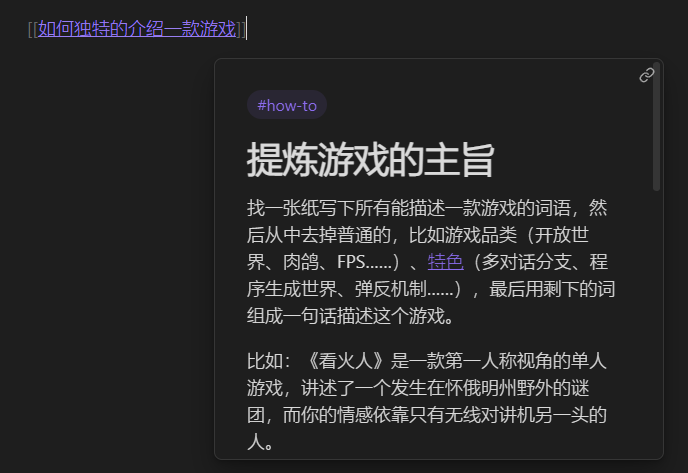 [[如何独特的介绍一款游戏]]
#how-to
提炼游戏的主旨
找一张纸写下所有能描述一款游戏的词语，然
后从中去掉普通的，比如游戏品类（开放世
界、肉鸽、FPS......）、特色（多对话分支、程
序生成世界、弹反机制......），最后用剩下的词
组成一句话描述这个游戏。
比如：《看火人》是一款第一人称视角的单人
游戏，讲述了一个发生在怀俄明州野外的谜
团，而你的情感依靠只有无线对讲机另一头的
人。